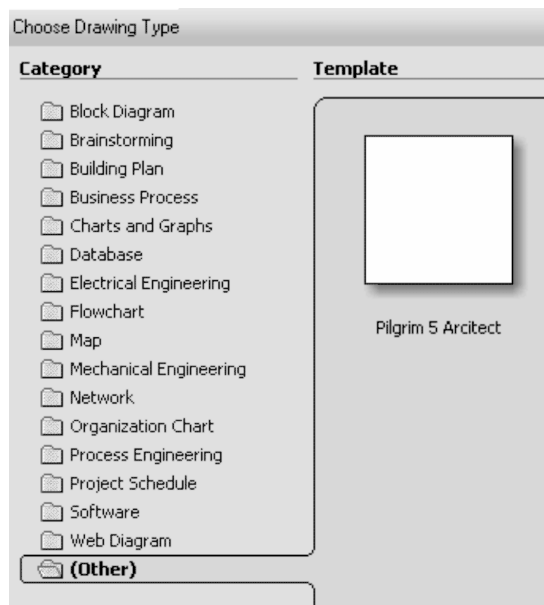 Choose Drawing Type
Category
Template
Block Diagram
Brainstorming
Building Plan
Business Process
Charts and Graphs
Database
Electrical Engineering
Flowchart
Map
Mechanical Engineering
Network
Organization Chart
Process Engineering
Project Schedule
Software
Web Diagram
(Other)
Pilgrim 5 Arcitect